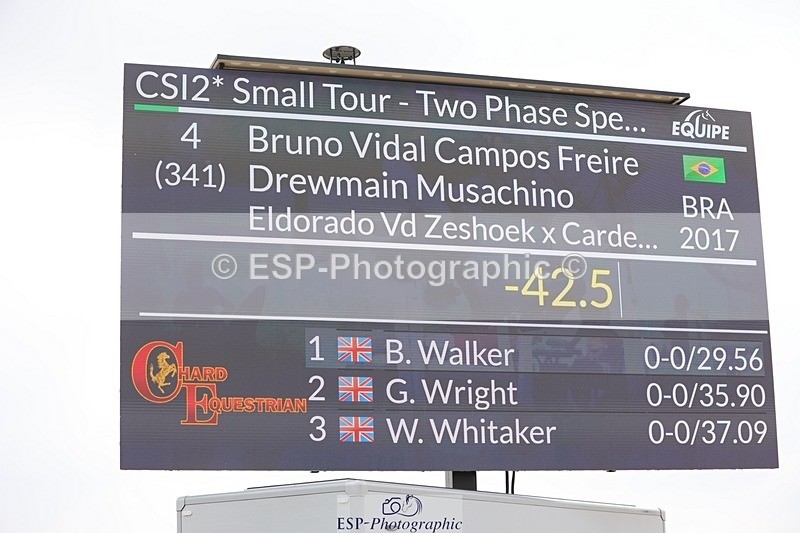 CSI2* Small Tour - Two Phase Spe...
EQUIPE
4 Bruno Vidal Campos Freire
(341) Drewmain Musachino
BRA
Eldorado Vd Zeshoek x Carde... 2017
© ESP-Photographic ©
-42.5
CHARD EQUESTRIAN
1 B. Walker 0-0/29.56
2 G. Wright 0-0/35.90
3 W. Whitaker 0-0/37.09
ESP-Photographic